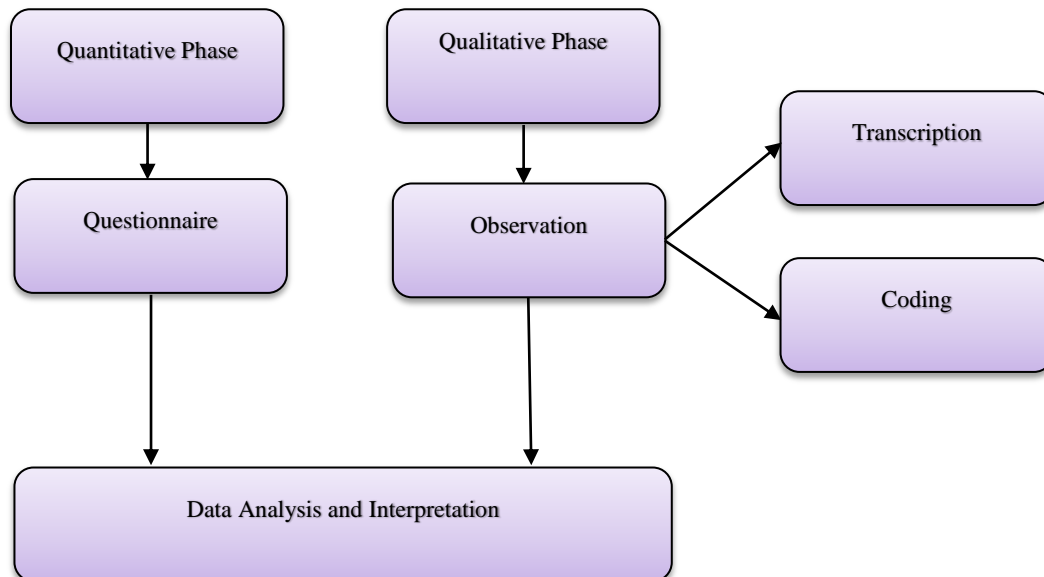 Quantitative Phase
Qualitative Phase
Transcription
Questionnaire
Observation
Coding
Data Analysis and Interpretation